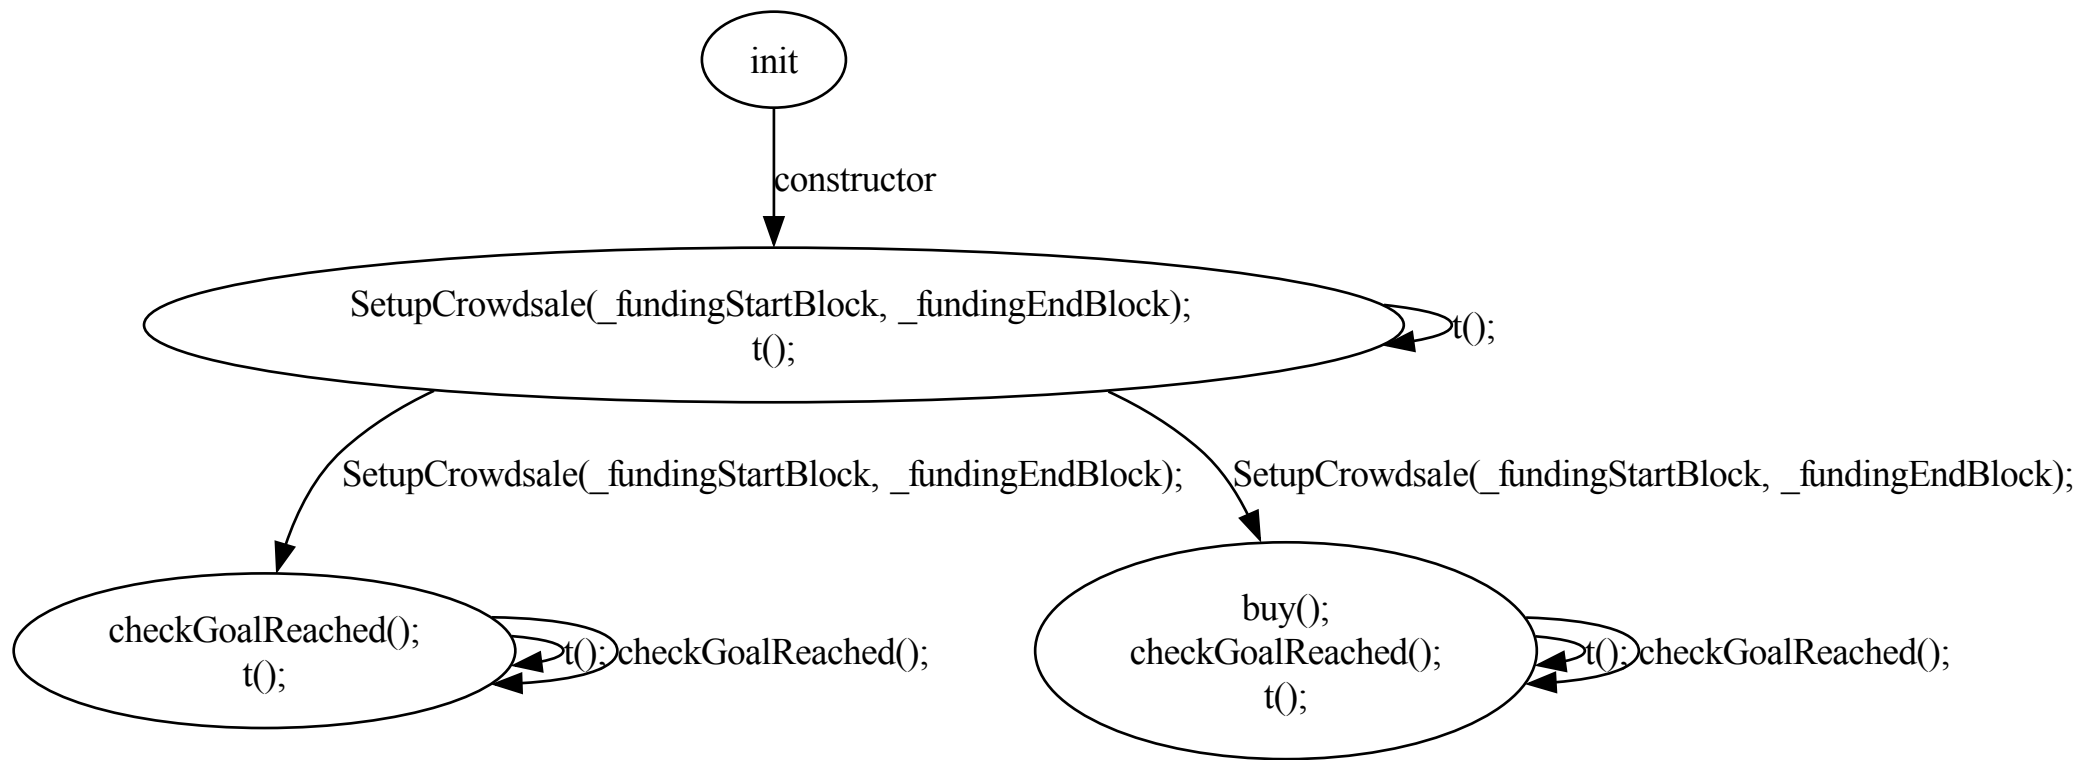 init
constructor
SetupCrowdsale(_fundingStartBlock, _fundingEndBlock);
t();
t();
SetupCrowdsale(_fundingStartBlock, _fundingEndBlock);
SetupCrowdsale(_fundingStartBlock, _fundingEndBlock);
checkGoalReached();
t();
t();
checkGoalReached();
buy();
checkGoalReached();
t();
t();
checkGoalReached();